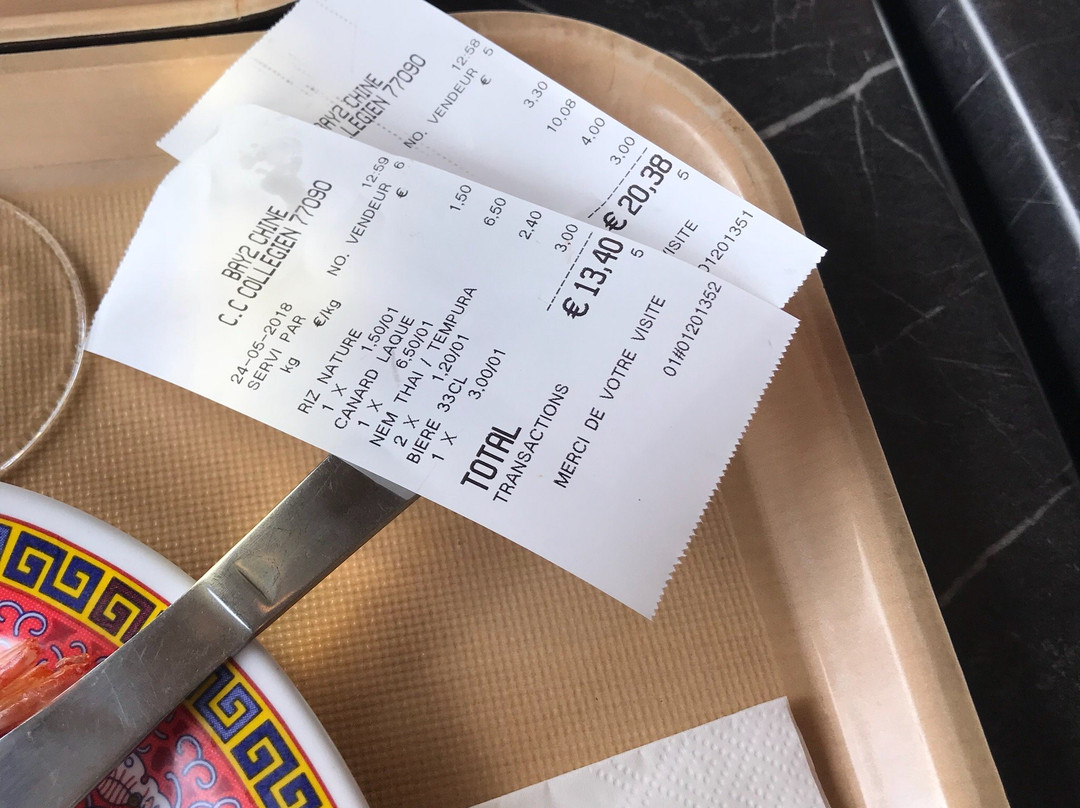 BAY2 CHINE
LLEGIEN 77090
12:58
NO. VENDEUR 5
€
3.30
10.08
4.00
3.00
€ 20,38
5
VISITE
01201351
BAY2 CHINE
C.C COLLEGIEN 77090
24-05-2018 12:59
SERVI PAR NO. VENDEUR 6
kg €/kg €
RIZ NATURE
1 X 1.50/01 1.50
CANARD LAQUE
1 X 6.50/01 6.50
NEM THAI / TEMPURA
2 X 1.20/01 2.40
BIERE 33CL
1 X 3.00/01 3.00
TOTAL € 13,40
TRANSACTIONS 5
MERCI DE VOTRE VISITE
01#01201352